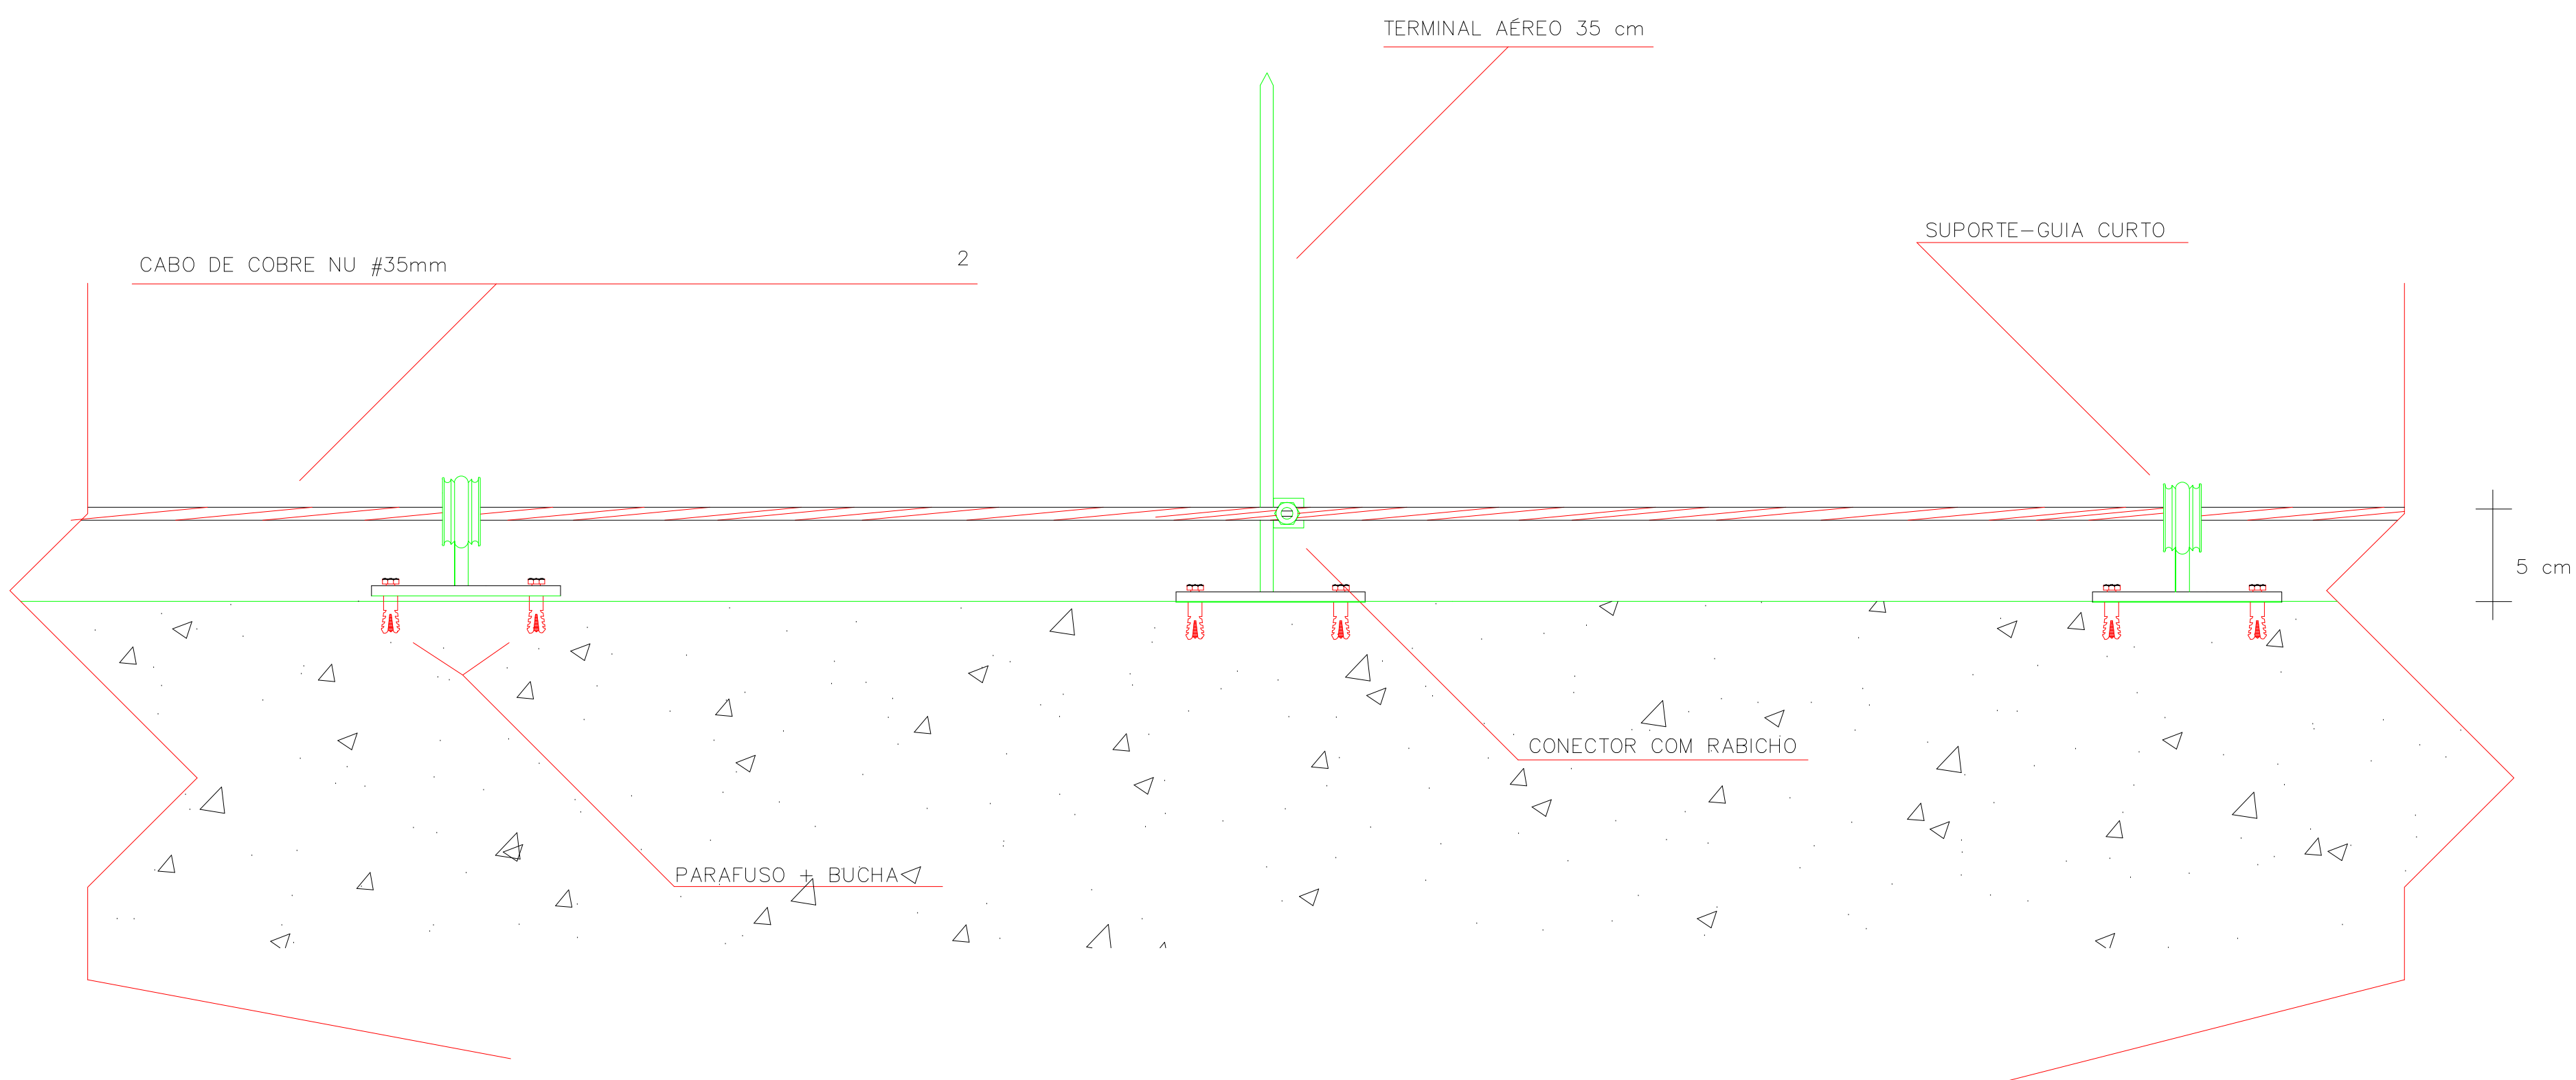 TERMINAL AÉREO 35 cm
SUPORTE-GUIA CURTO
CABO DE COBRE NU #35mm 2
5 cm
CONECTOR COM RABICHO
PARAFUSO + BUCHA